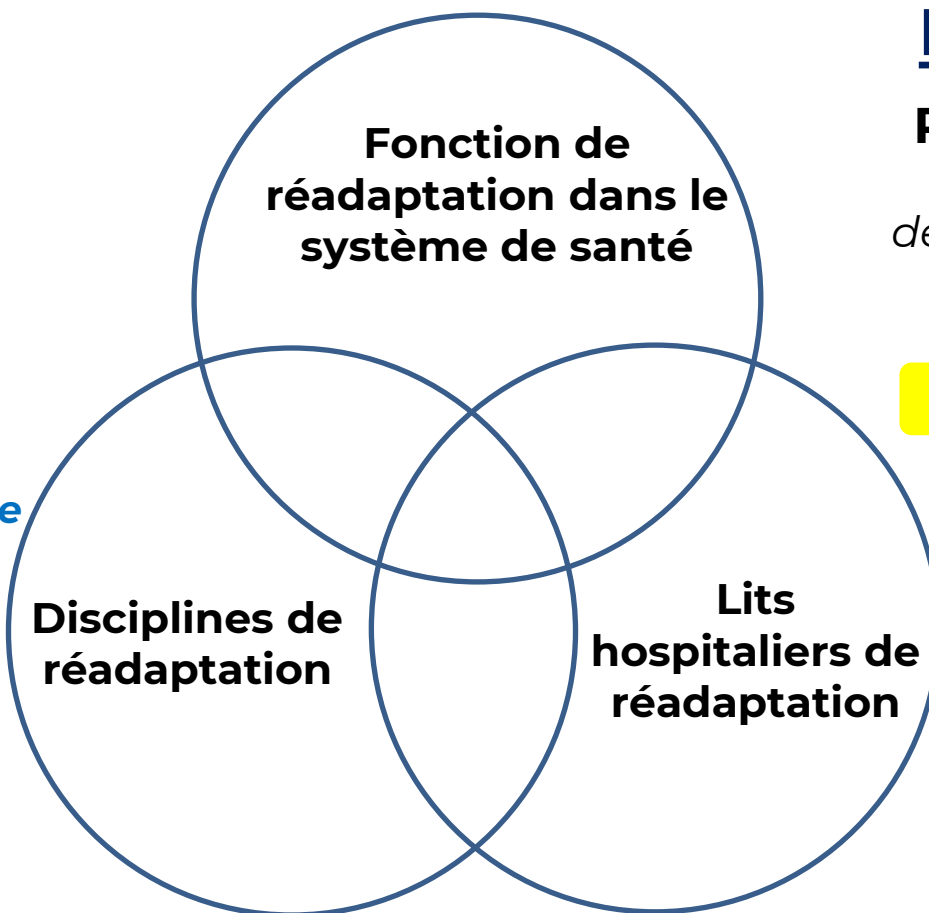 Fonction de
réadaptation dans le
système de santé
Disciplines de
réadaptation
Lits
hospitaliers de
réadaptation